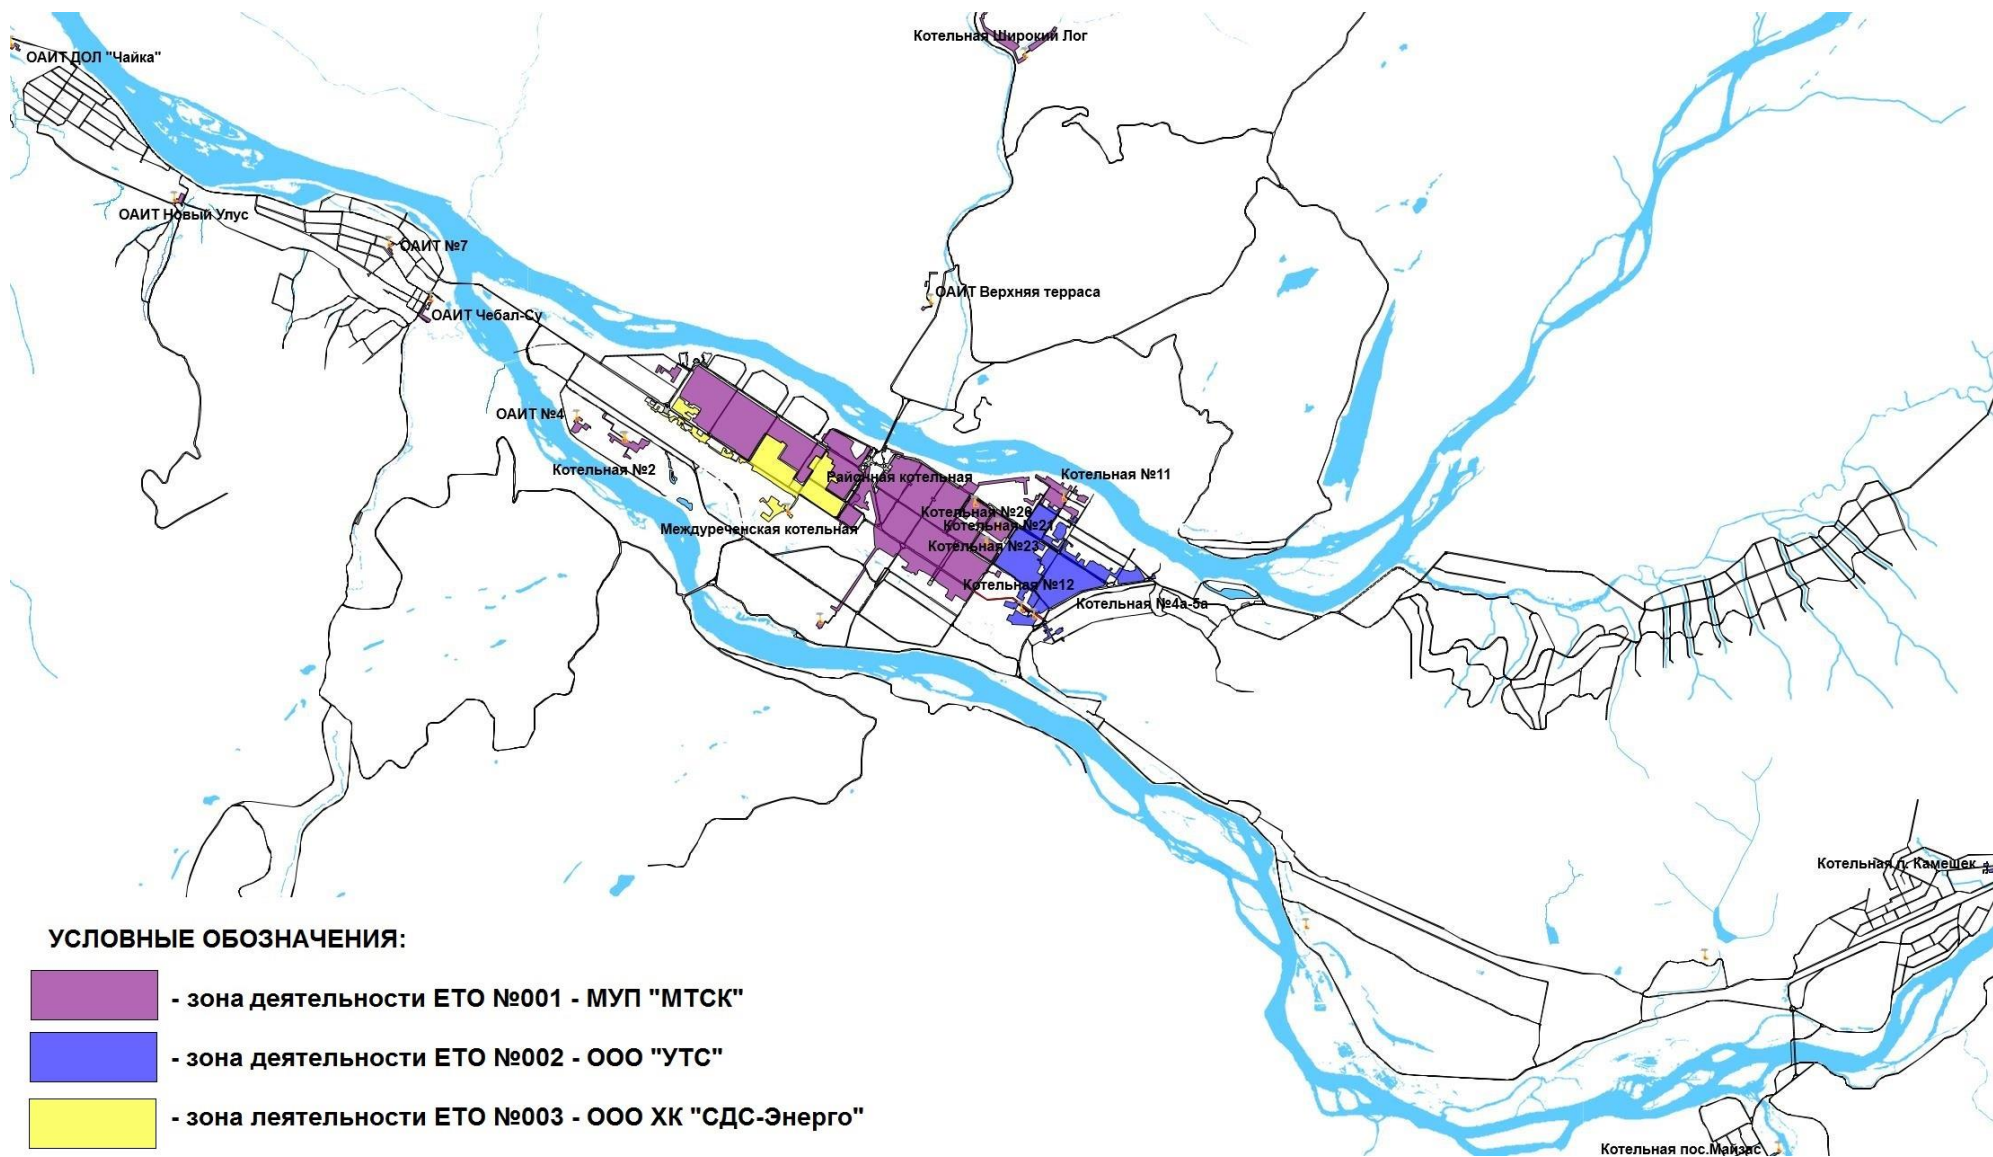 Котельная Широкий Лог
ОАИТ ДОЛ "Чайка"
ОАИТ Новый Улус
ОАИТ №7
ОАИТ Верхняя терраса
ОАИТ Чебал-Су
ОАИТ №4
Котельная №2
Районная котельная
Котельная №11
Котельная №26
Котельная №21
Междуреченская котельная
Котельная №23
Котельная №12
Котельная №4а-5а
Котельная п. Камешек
УСЛОВНЫЕ ОБОЗНАЧЕНИЯ:
- зона деятельности ЕТО №001 - МУП "МТСК"
- зона деятельности ЕТО №002 - ООО "УТС"
- зона леятельности ЕТО №003 - ООО ХК "СДС-Энерго"
Котельная пос.Майзас